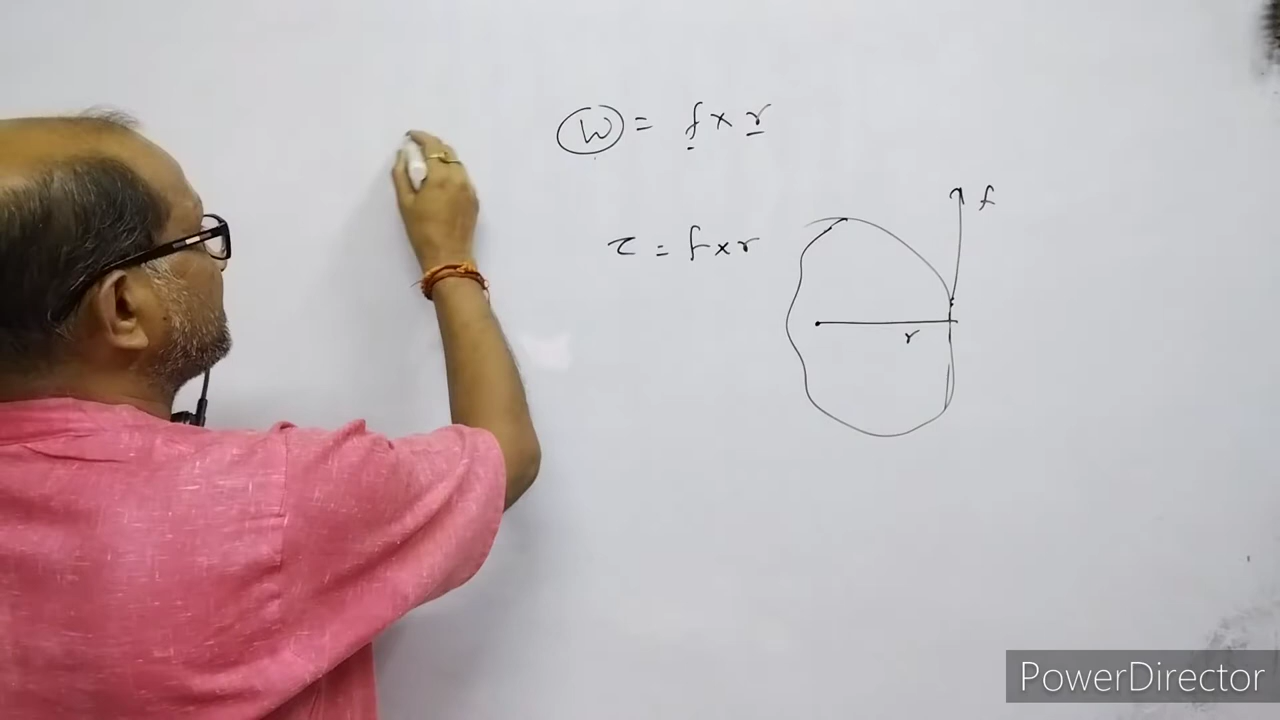 W = f × r
τ = f × r
f
r
PowerDirector